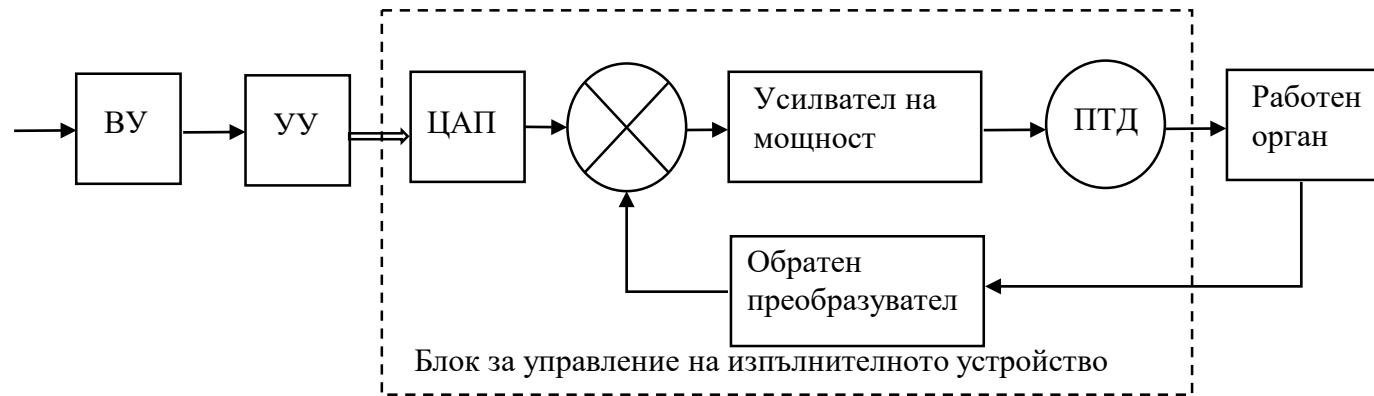 ВУ
УУ
ЦАП
Усилвател на
мощност
ПТД
Работен
орган
Обратен
преобразувател
Блок за управление на изпълнителното устройство